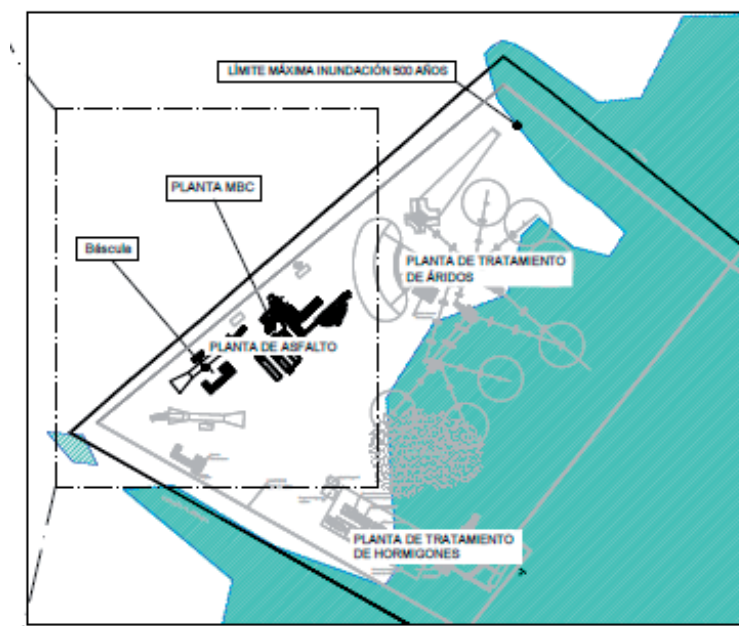 LÍMITE MÁXIMA INUNDACIÓN 500 AÑOS
PLANTA MBC
Báscula
PLANTA DE TRATAMIENTO
DE ÁRIDOS
PLANTA DE ASFALTO
PLANTA DE TRATAMIENTO
DE HORMIGONES